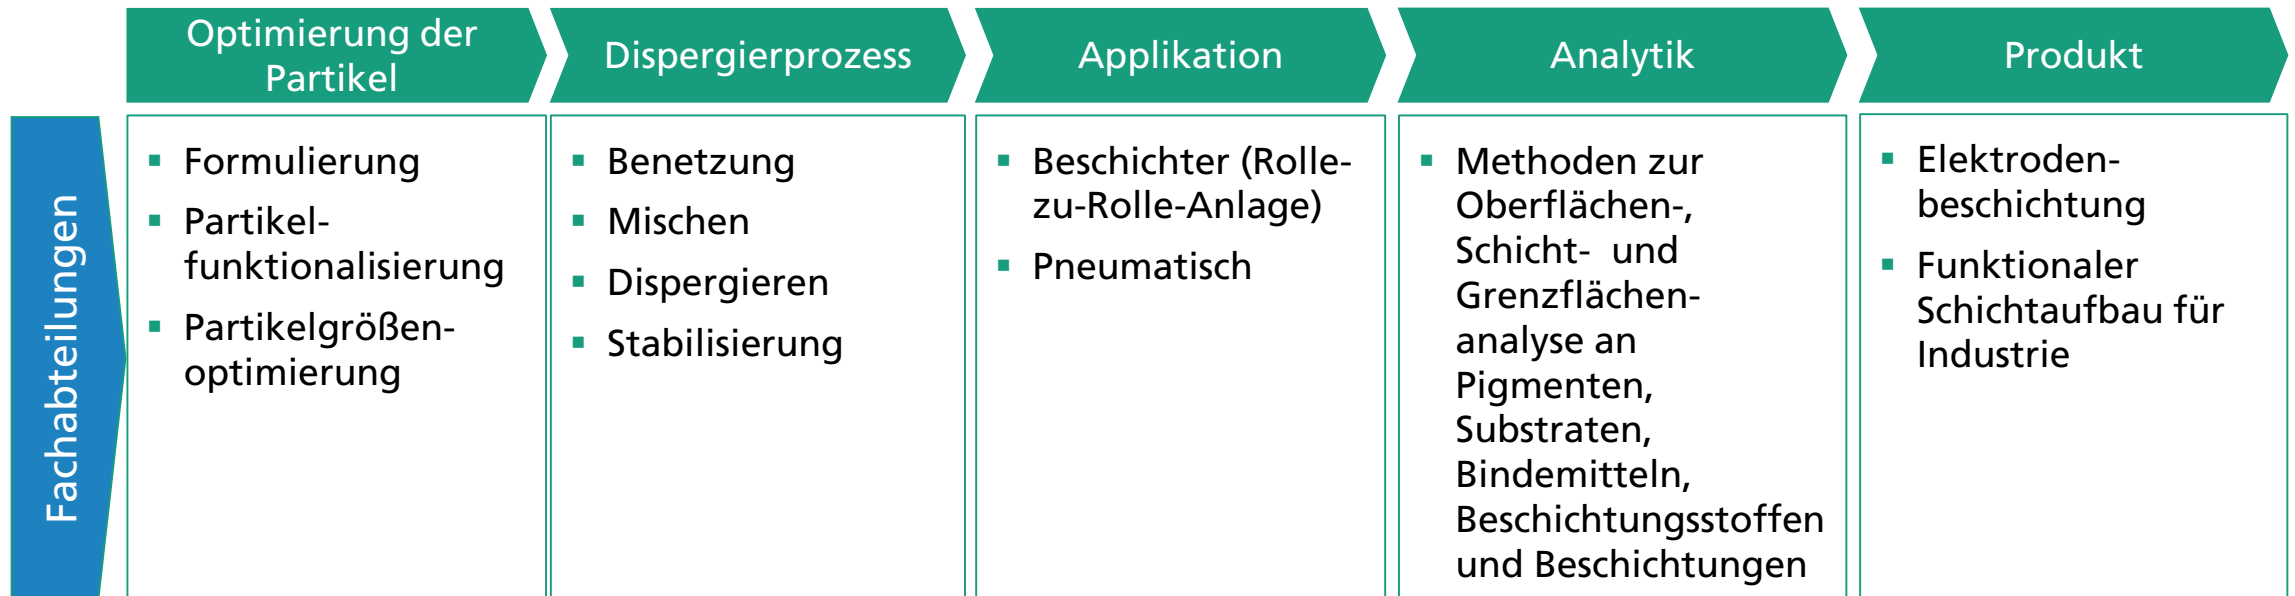 Optimierung der
Partikel
Dispergierprozess
Applikation
Analytik
Produkt
Fachabteilungen
▪ Formulierung
▪ Partikel-
funktionalisierung
▪ Partikelgrößen-
optimierung
▪ Benetzung
▪ Mischen
▪ Dispergieren
▪ Stabilisierung
▪ Beschichter (Rolle-
zu-Rolle-Anlage)
▪ Pneumatisch
▪ Methoden zur
Oberflächen-,
Schicht- und
Grenzflächen-
analyse an
Pigmenten,
Substraten,
Bindemitteln,
Beschichtungsstoffen
und Beschichtungen
▪ Elektroden-
beschichtung
▪ Funktionaler
Schichtaufbau für
Industrie